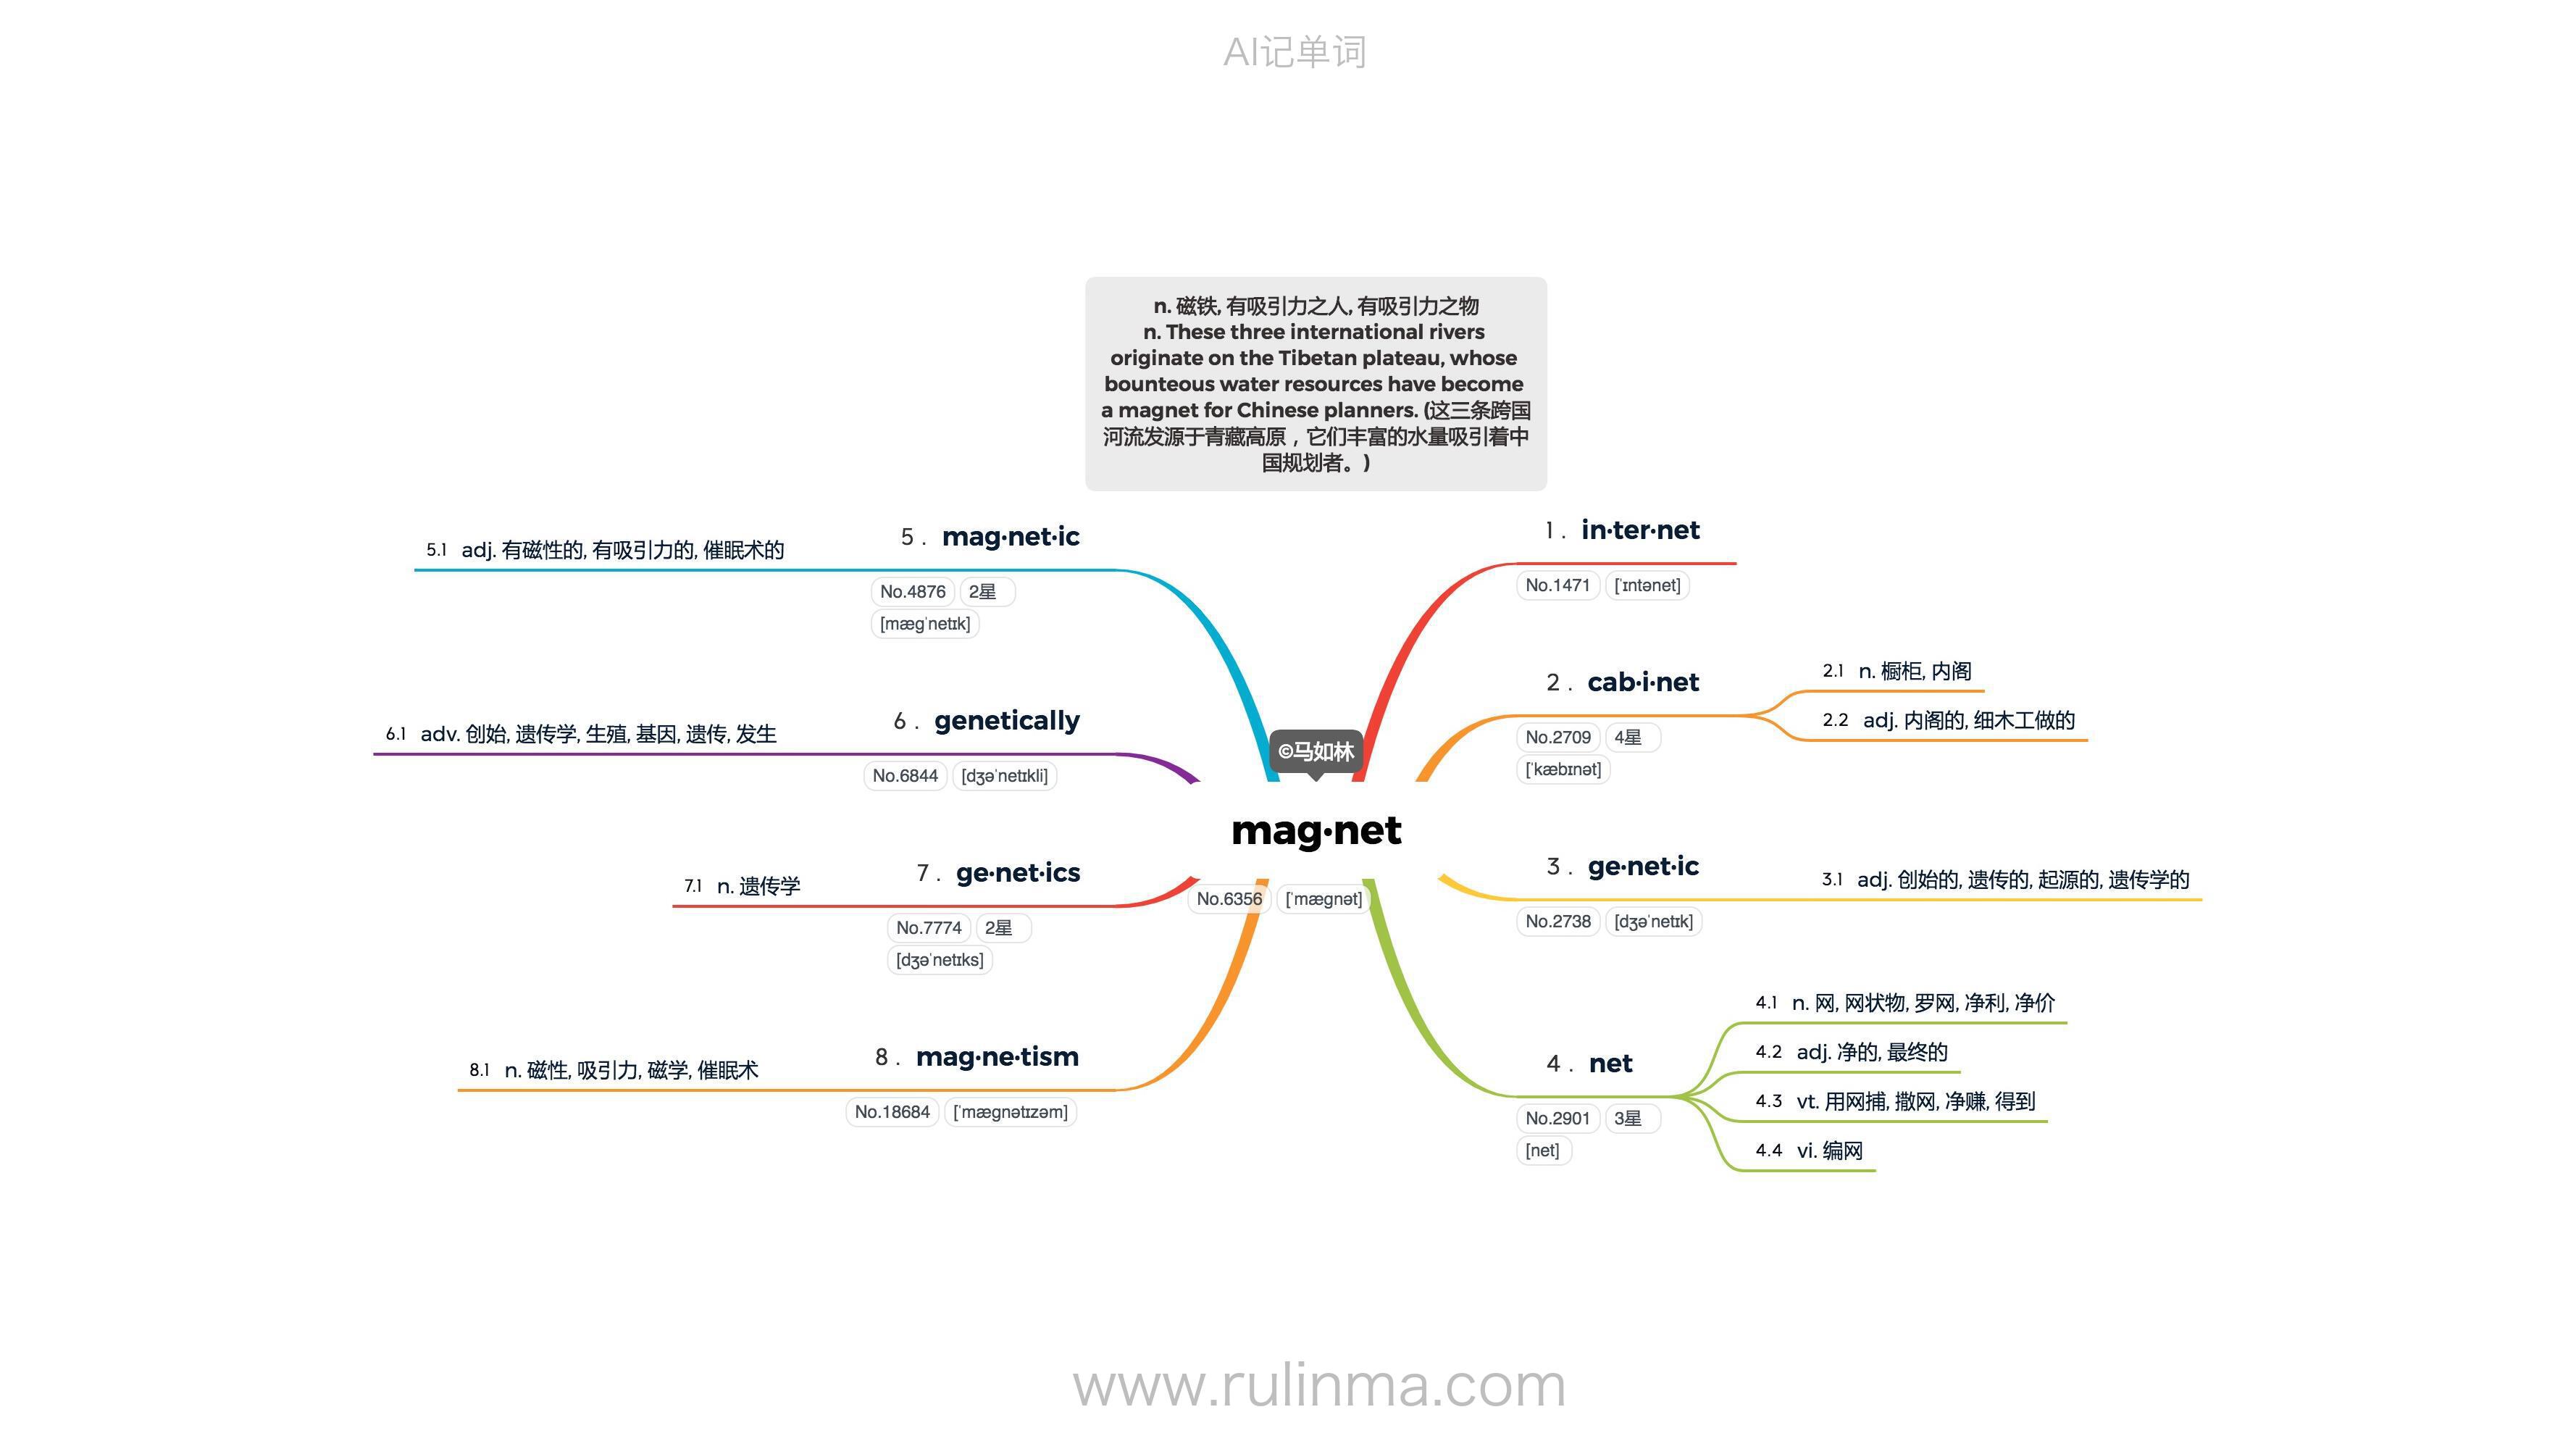 AI记单词
n. 磁铁, 有吸引力之人, 有吸引力之物
n. These three international rivers
originate on the Tibetan plateau, whose
bounteous water resources have become
a magnet for Chinese planners. (这三条跨国
河流发源于青藏高原，它们丰富的水量吸引着中
国规划者。)
©马如林
mag·net
No.6356 [ˈmægnət]
1. in·ter·net
No.1471 [ˈɪntənet]
2. cab·i·net
No.2709 4星
[ˈkæbɪnət]
2.1 n. 橱柜, 内阁
2.2 adj. 内阁的, 细木工做的
3. ge·net·ic
No.2738 [dʒəˈnetɪk]
3.1 adj. 创始的, 遗传的, 起源的, 遗传学的
4. net
No.2901 3星
[net]
4.1 n. 网, 网状物, 罗网, 净利, 净价
4.2 adj. 净的, 最终的
4.3 vt. 用网捕, 撒网, 净赚, 得到
4.4 vi. 编网
5. mag·net·ic
No.4876 2星
[mægˈnetɪk]
5.1 adj. 有磁性的, 有吸引力的, 催眠术的
6. genetically
No.6844 [dʒəˈnetɪkli]
6.1 adv. 创始, 遗传学, 生殖, 基因, 遗传, 发生
7. ge·net·ics
No.7774 2星
[dʒəˈnetɪks]
7.1 n. 遗传学
8. mag·ne·tism
No.18684 [ˈmægnətɪzəm]
8.1 n. 磁性, 吸引力, 磁学, 催眠术
www.rulinma.com